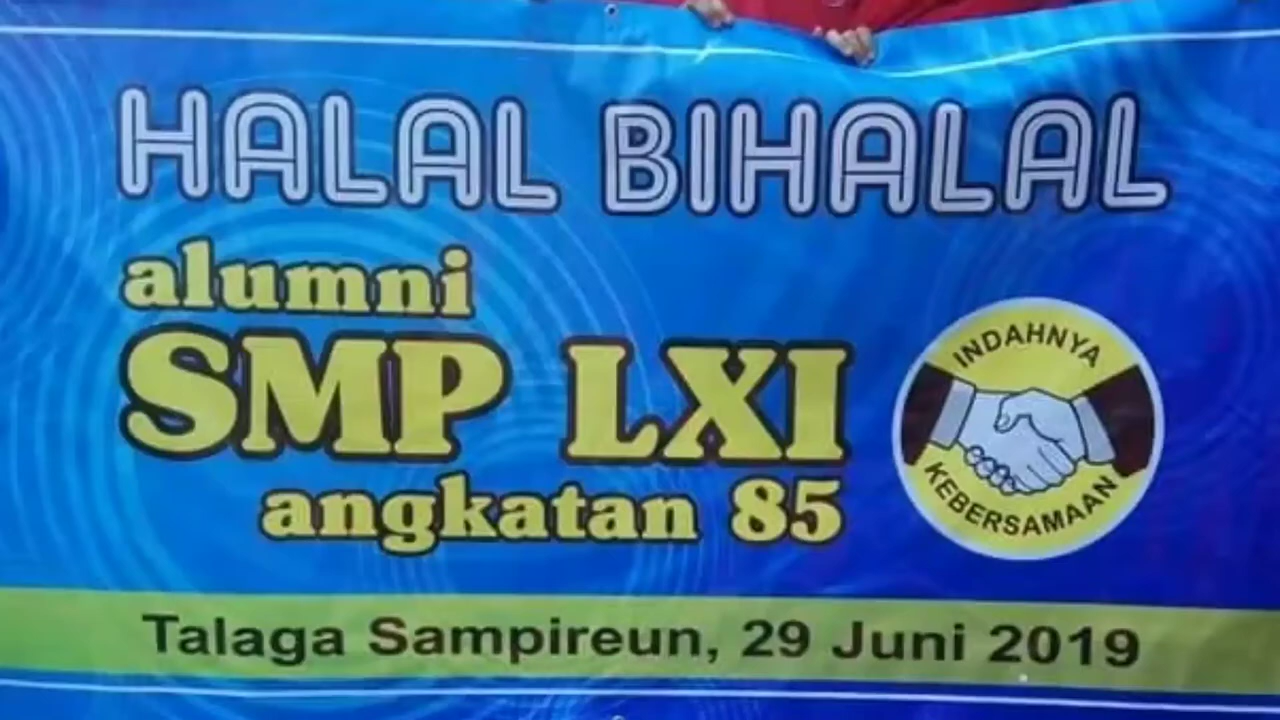 HALAL BIHALAL
alumni
SMP LXI
angkatan 85
INDAHNYA
KEBERSAMAAN
Talaga Sampireun, 29 Juni 2019